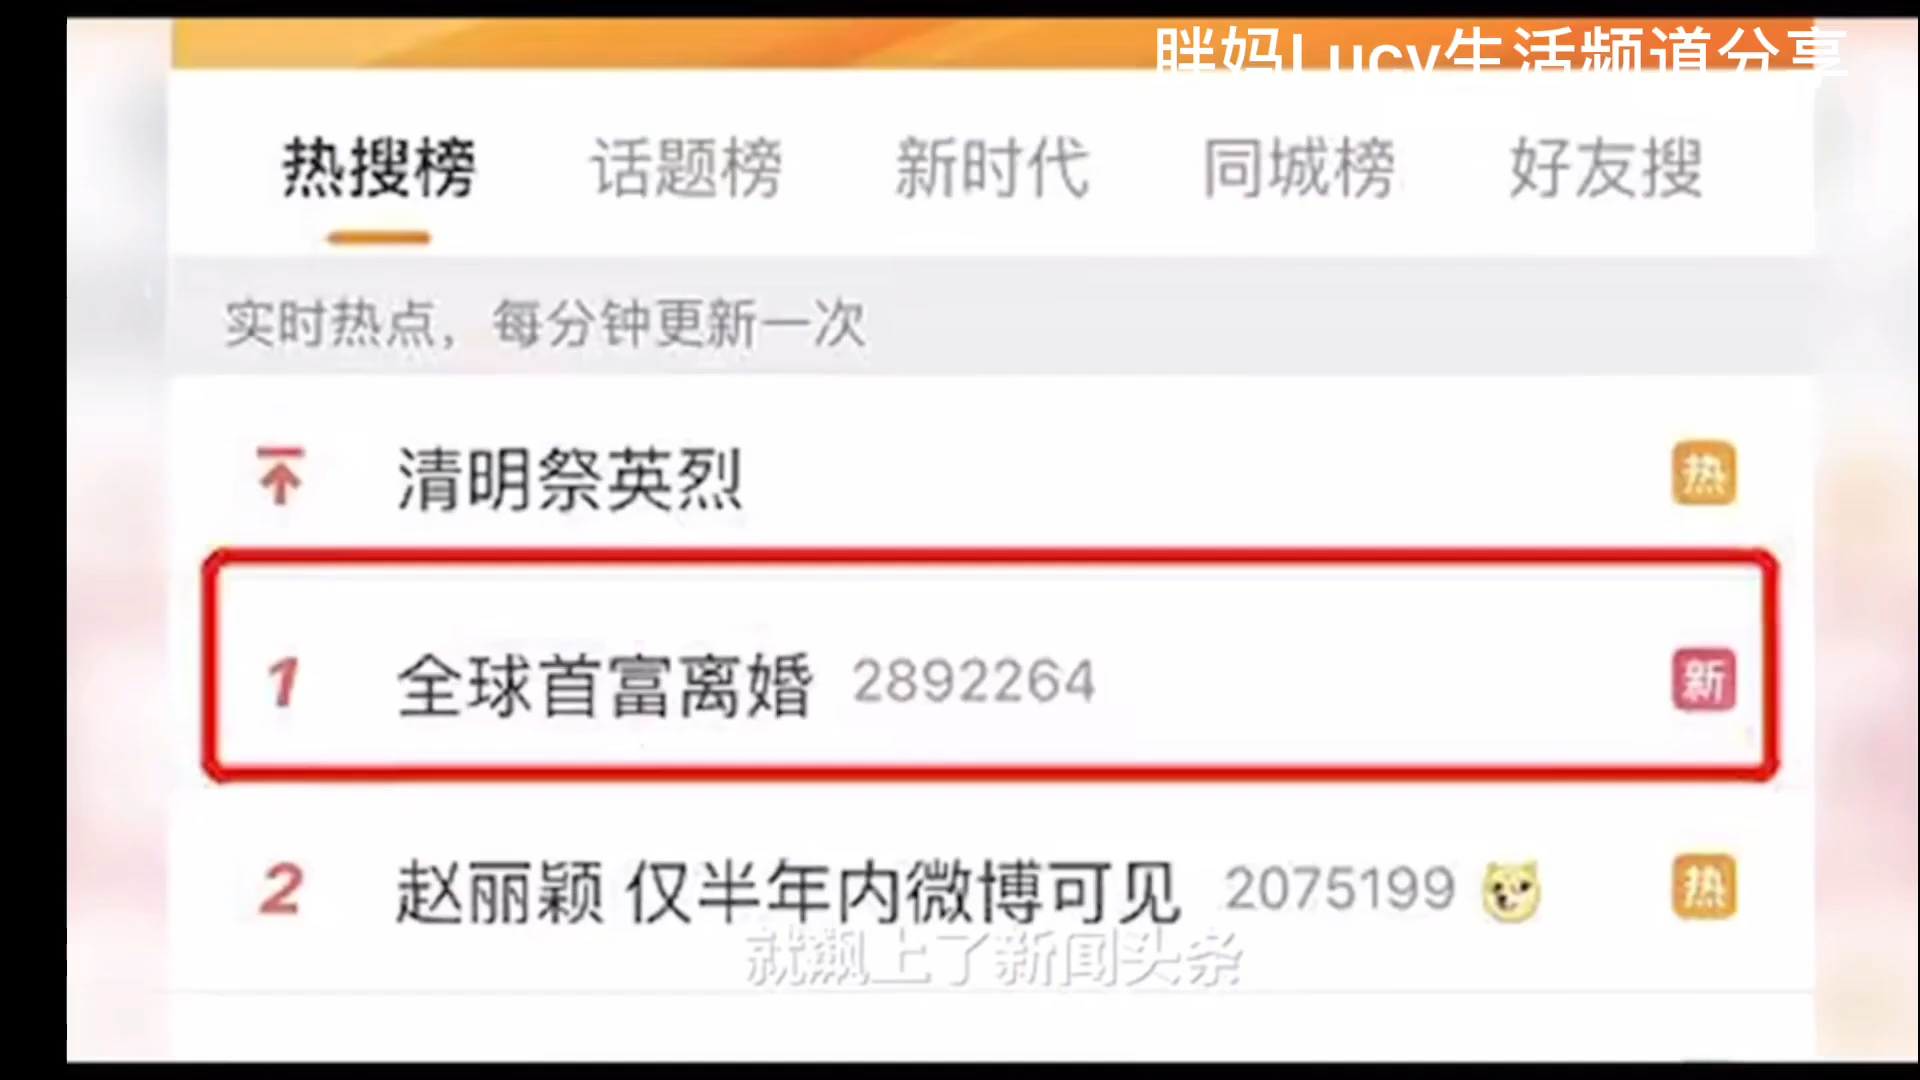 胖妈Lucy生活频道分享
热搜榜 话题榜 新时代 同城榜 好友搜
实时热点，每分钟更新一次
清明祭英烈 热
1 全球首富离婚 2892264 新
2 赵丽颖 仅半年内微博可见 2075199 热
就飙上了新闻头条